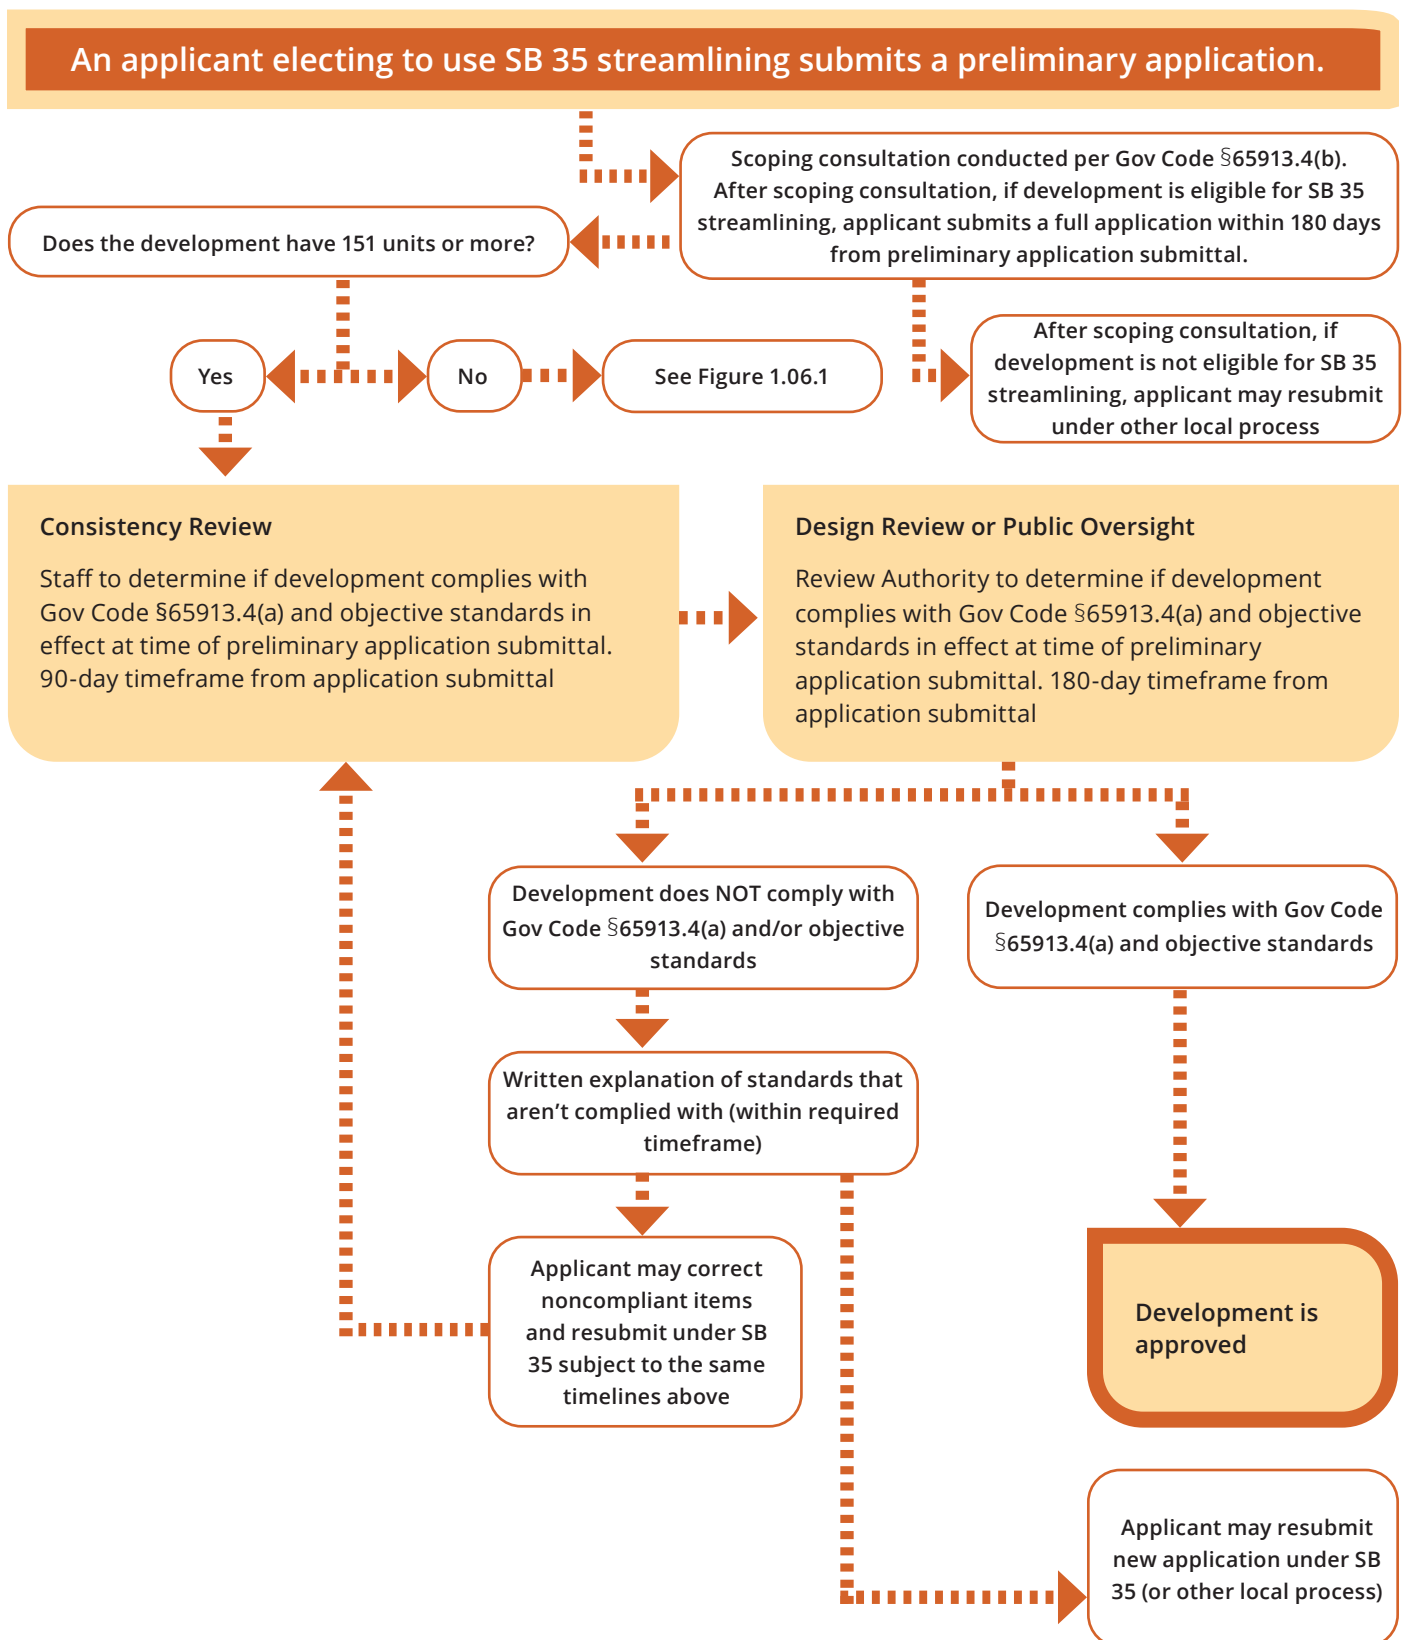 An applicant electing to use SB 35 streamlining submits a preliminary application.
Scoping consultation conducted per Gov Code §65913.4(b).
After scoping consultation, if development is eligible for SB 35
streamlining, applicant submits a full application within 180 days
from preliminary application submittal.
Does the development have 151 units or more?
After scoping consultation, if
development is not eligible for SB 35
streamlining, applicant may resubmit
under other local process
Yes
No
See Figure 1.06.1
Consistency Review
Staff to determine if development complies with
Gov Code §65913.4(a) and objective standards in
effect at time of preliminary application submittal.
90-day timeframe from application submittal
Design Review or Public Oversight
Review Authority to determine if development
complies with Gov Code §65913.4(a) and objective
standards in effect at time of preliminary
application submittal. 180-day timeframe from
application submittal
Development does NOT comply with
Gov Code §65913.4(a) and/or objective
standards
Development complies with Gov Code
§65913.4(a) and objective standards
Written explanation of standards that
aren’t complied with (within required
timeframe)
Applicant may correct
noncompliant items
and resubmit under SB
35 subject to the same
timelines above
Development is
approved
Applicant may resubmit
new application under SB
35 (or other local process)